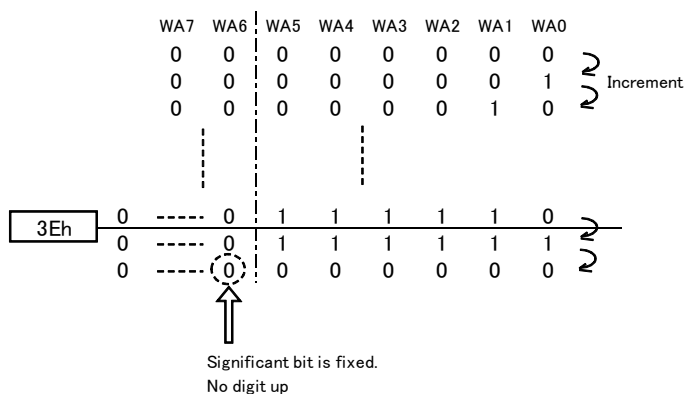 WA7 WA6 WA5 WA4 WA3 WA2 WA1 WA0
0 0 0 0 0 0 0 0
0 0 0 0 0 0 0 1 Increment
0 0 0 0 0 0 1 0
0 0 1 1 1 1 1 0
3Eh
0 0 1 1 1 1 1 1
0 0 0 0 0 0 0 0
Significant bit is fixed.
No digit up